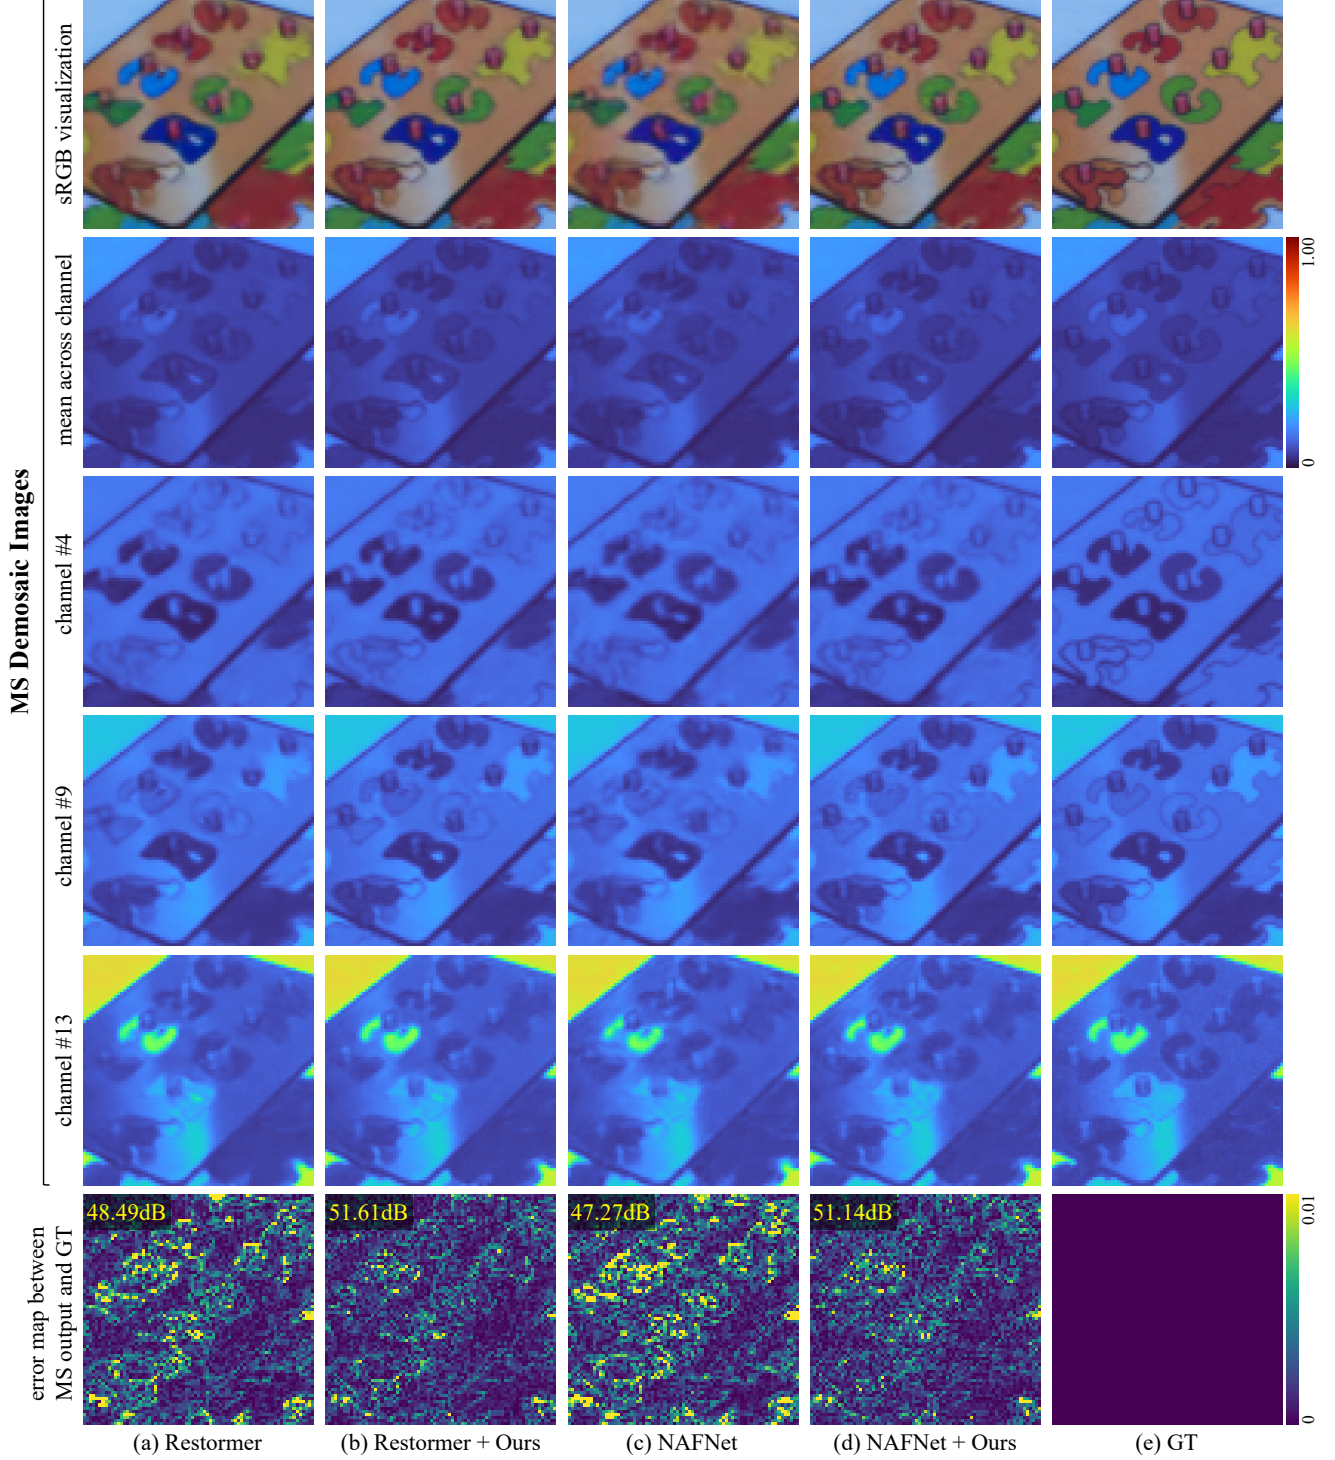 MS Demosaic Images
sRGB visualization
mean across channel
1.00
0
channel #4
channel #9
channel #13
error map between
MS output and GT
48.49dB
51.61dB
47.27dB
51.14dB
0.01
0
(a) Restormer
(b) Restormer + Ours
(c) NAFNet
(d) NAFNet + Ours
(e) GT